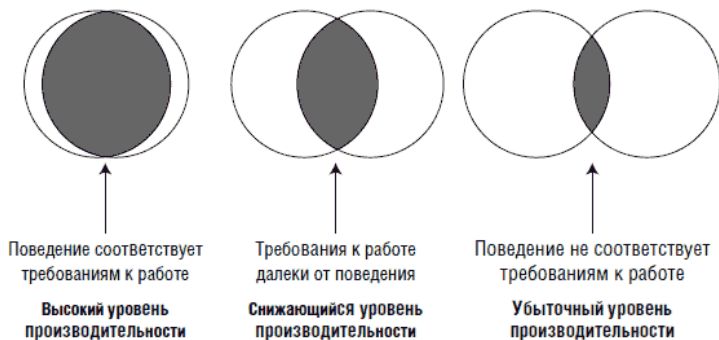 Поведение соответствует
требованиям к работе
Высокий уровень
производительности
Требования к работе
далеки от поведения
Снижающийся уровень
производительности
Поведение не соответствует
требованиям к работе
Убыточный уровень
производительности